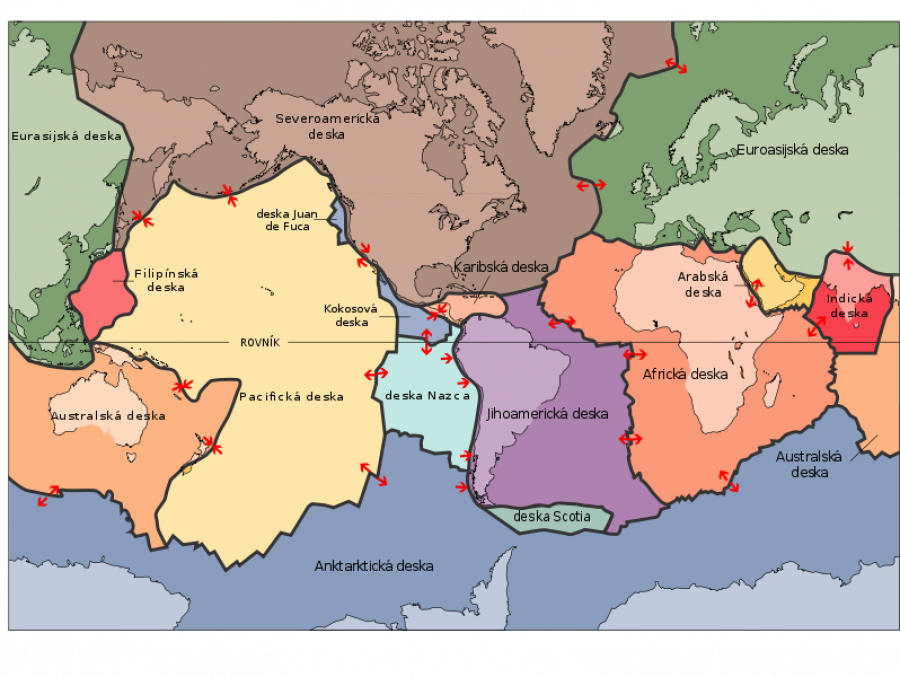 Severoamerická
deska
Eurasijská deska
Euroasijská deska
deska Juan
de Fuca
Karibská deska
Filipínská
deska
Arabská
deska
Indická
deska
Kokosová
deska
ROVNÍK
Africká deska
Pacifická deska
deska Nazca
Australská deska
Jihoamerická deska
Australská
deska
deska Scotia
Anktarktická deska